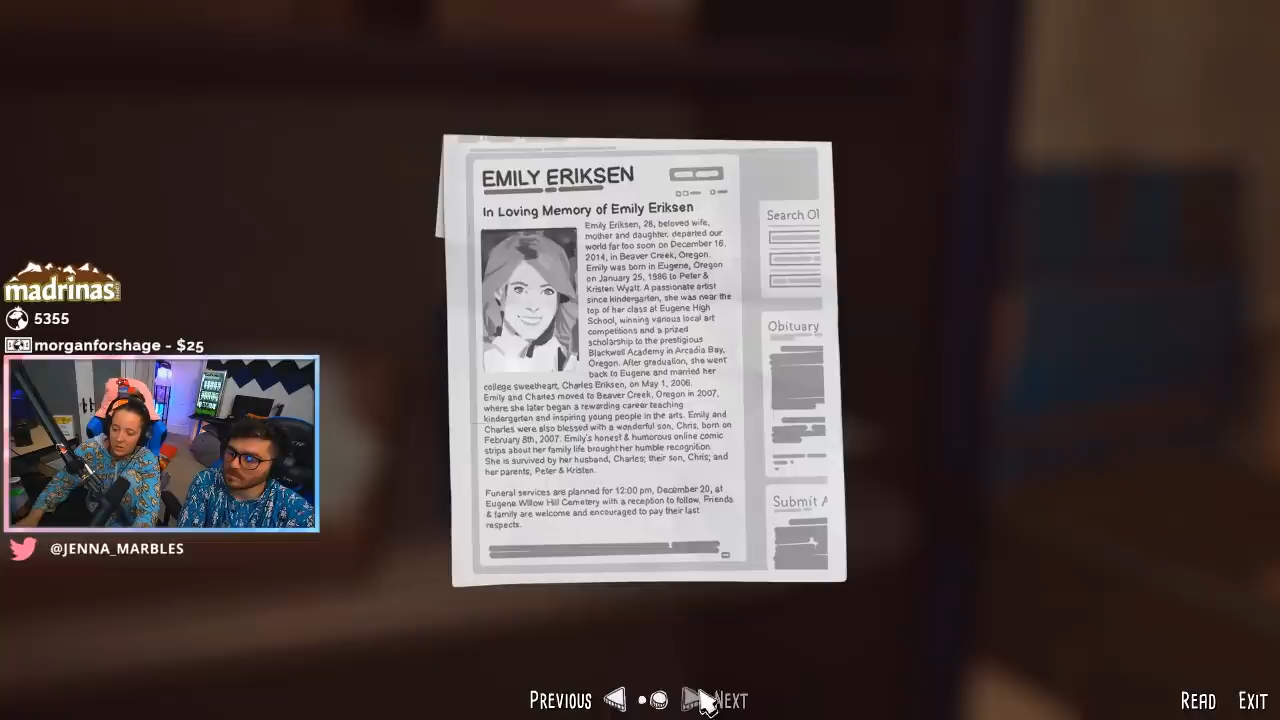 EMILY ERIKSEN
In Loving Memory of Emily Eriksen
Emily Eriksen, 28, beloved wife,
mother and daughter, departed our
world far too soon on December 16,
2014, in Beaver Creek, Oregon.
Emily was born in Eugene, Oregon
on January 25, 1986 to Peter &
Kristen Wyatt. A passionate artist
since kindergarten, she was near the
top of her class at Eugene High
School, winning various local art
competitions and a prized
scholarship to the prestigious
Blackwell Academy in Arcadia Bay,
Oregon. After graduation, she went
back to Eugene and married her
college sweetheart, Charles Eriksen, on May 1, 2006.
Emily and Charles moved to Beaver Creek, Oregon in 2007,
where she later began a rewarding career teaching
kindergarten and inspiring young people in the arts. Emily and
Charles were also blessed with a wonderful son, Chris, born on
February 8th, 2007. Emily's honest & humorous online comic
strips about her family life brought her humble recognition.
She is survived by her husband, Charles; their son, Chris; and
her parents, Peter & Kristen.
Funeral services are planned for 12:00 pm, December 20, at
Eugene Willow Hill Cemetery with a reception to follow. Friends
& family are welcome and encouraged to pay their last
respects.
Search Ol
Obituary
Submit A
madrinas
5355
morganforshage - $25
@JENNA_MARBLES
PREVIOUS
NEXT
READ
EXIT